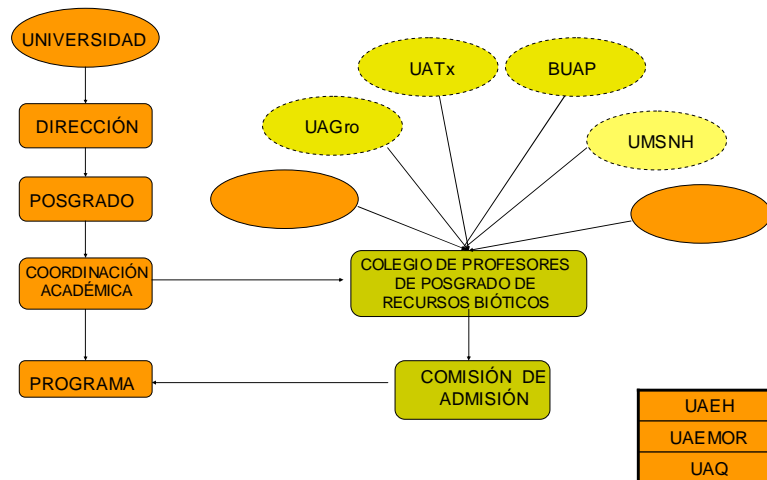 UNIVERSIDAD
DIRECCIÓN
POSGRADO
COORDINACIÓN
ACADÉMICA
PROGRAMA
UAGro
UATx
BUAP
UMSNH
COLEGIO DE PROFESORES
DE POSGRADO DE
RECURSOS BIÓTICOS
COMISIÓN DE
ADMISIÓN
UAEH
UAEMOR
UAQ